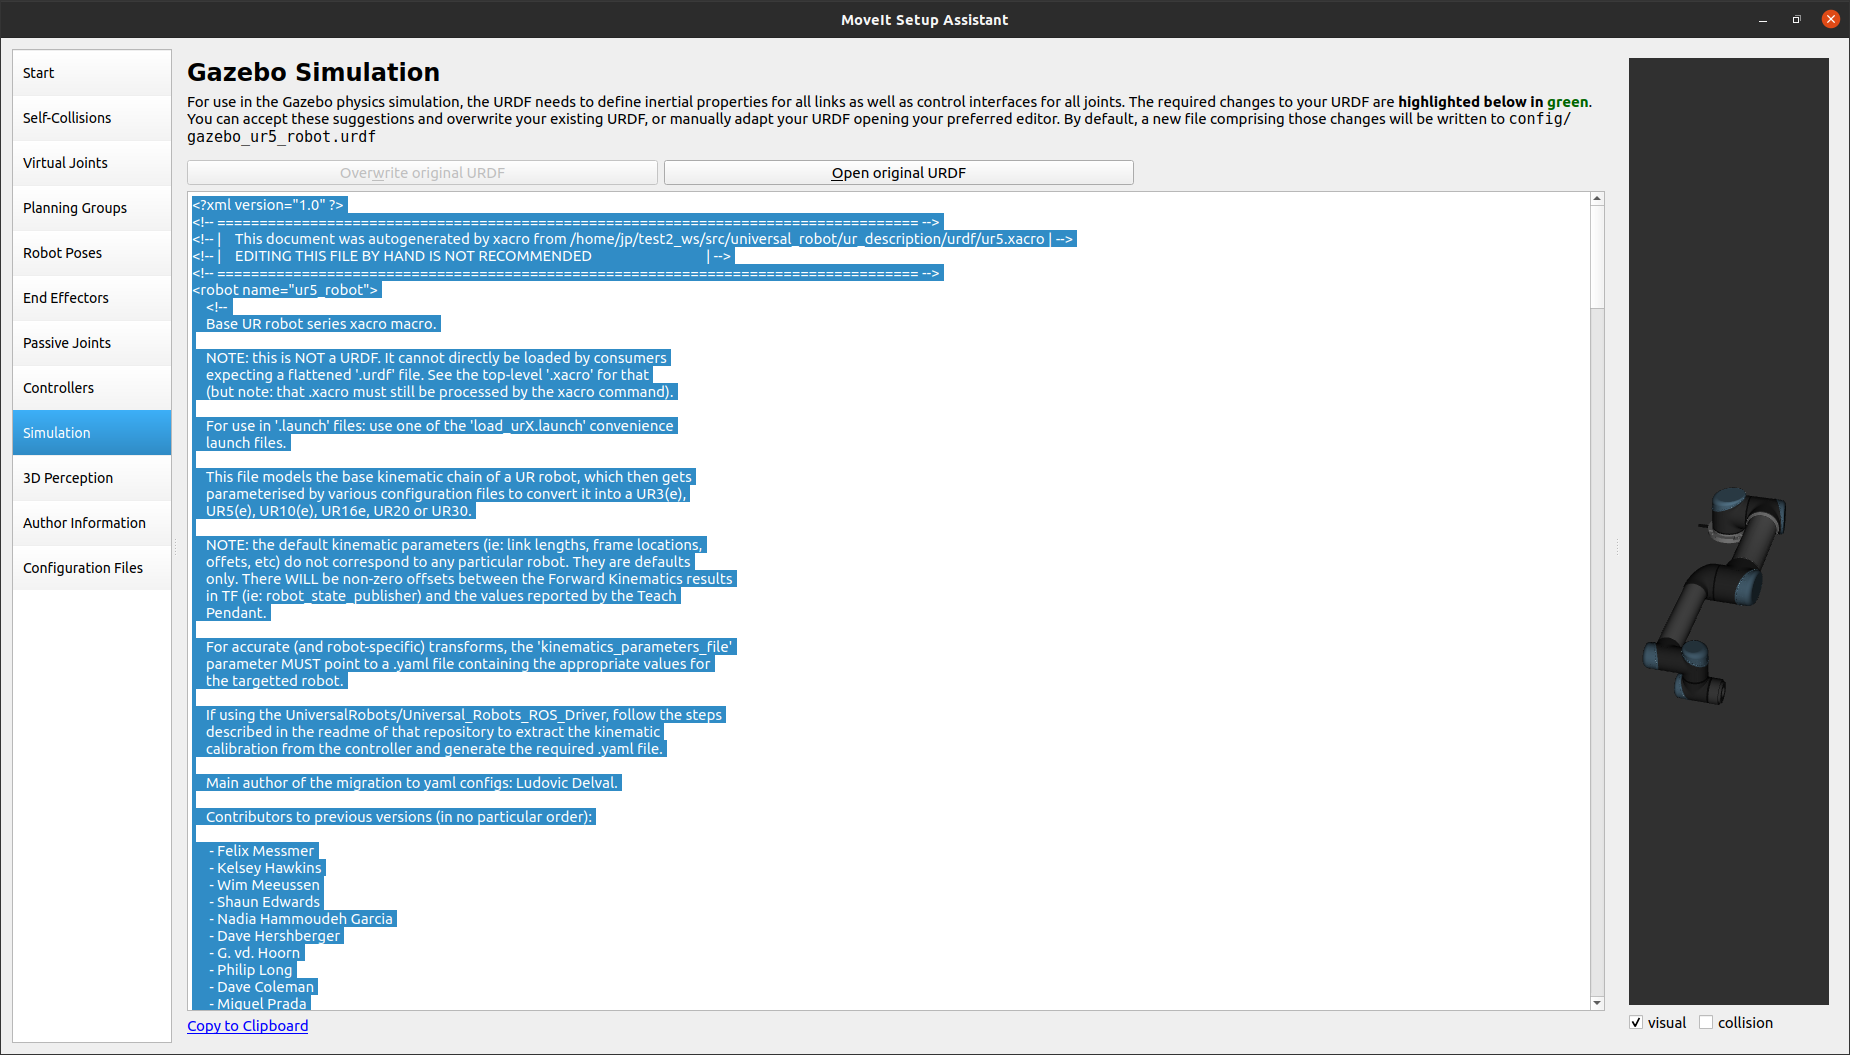 MoveIt Setup Assistant
Start
Self-Collisions
Virtual Joints
Planning Groups
Robot Poses
End Effectors
Passive Joints
Controllers
Simulation
3D Perception
Author Information
Configuration Files
Gazebo Simulation
For use in the Gazebo physics simulation, the URDF needs to define inertial properties for all links as well as control interfaces for all joints. The required changes to your URDF are highlighted below in green.
You can accept these suggestions and overwrite your existing URDF, or manually adapt your URDF opening your preferred editor. By default, a new file comprising those changes will be written to config/
gazebo_ur5_robot.urdf
Overwrite original URDF
Open original URDF
<?xml version="1.0" ?>
<!-- =================================================================================== -->
<!-- |    This document was autogenerated by xacro from /home/jp/test2_ws/src/universal_robot/ur_description/urdf/ur5.xacro | -->
<!-- |    EDITING THIS FILE BY HAND IS NOT RECOMMENDED                                 | -->
<!-- =================================================================================== -->
<robot name="ur5_robot">
<!--
Base UR robot series xacro macro.
NOTE: this is NOT a URDF. It cannot directly be loaded by consumers
expecting a flattened '.urdf' file. See the top-level '.xacro' for that
(but note: that .xacro must still be processed by the xacro command).
For use in '.launch' files: use one of the 'load_urX.launch' convenience
launch files.
This file models the base kinematic chain of a UR robot, which then gets
parameterised by various configuration files to convert it into a UR3(e),
UR5(e), UR10(e), UR16e, UR20 or UR30.
NOTE: the default kinematic parameters (ie: link lengths, frame locations,
offets, etc) do not correspond to any particular robot. They are defaults
only. There WILL be non-zero offsets between the Forward Kinematics results
in TF (ie: robot_state_publisher) and the values reported by the Teach
Pendant.
For accurate (and robot-specific) transforms, the 'kinematics_parameters_file'
parameter MUST point to a .yaml file containing the appropriate values for
the targetted robot.
If using the UniversalRobots/Universal_Robots_ROS_Driver, follow the steps
described in the readme of that repository to extract the kinematic
calibration from the controller and generate the required .yaml file.
Main author of the migration to yaml configs: Ludovic Delval.
Contributors to previous versions (in no particular order):
- Felix Messmer
- Kelsey Hawkins
- Wim Meeussen
- Shaun Edwards
- Nadia Hammoudeh Garcia
- Dave Hershberger
- G. vd. Hoorn
- Philip Long
- Dave Coleman
- Miguel Prada
Copy to Clipboard
visual
collision